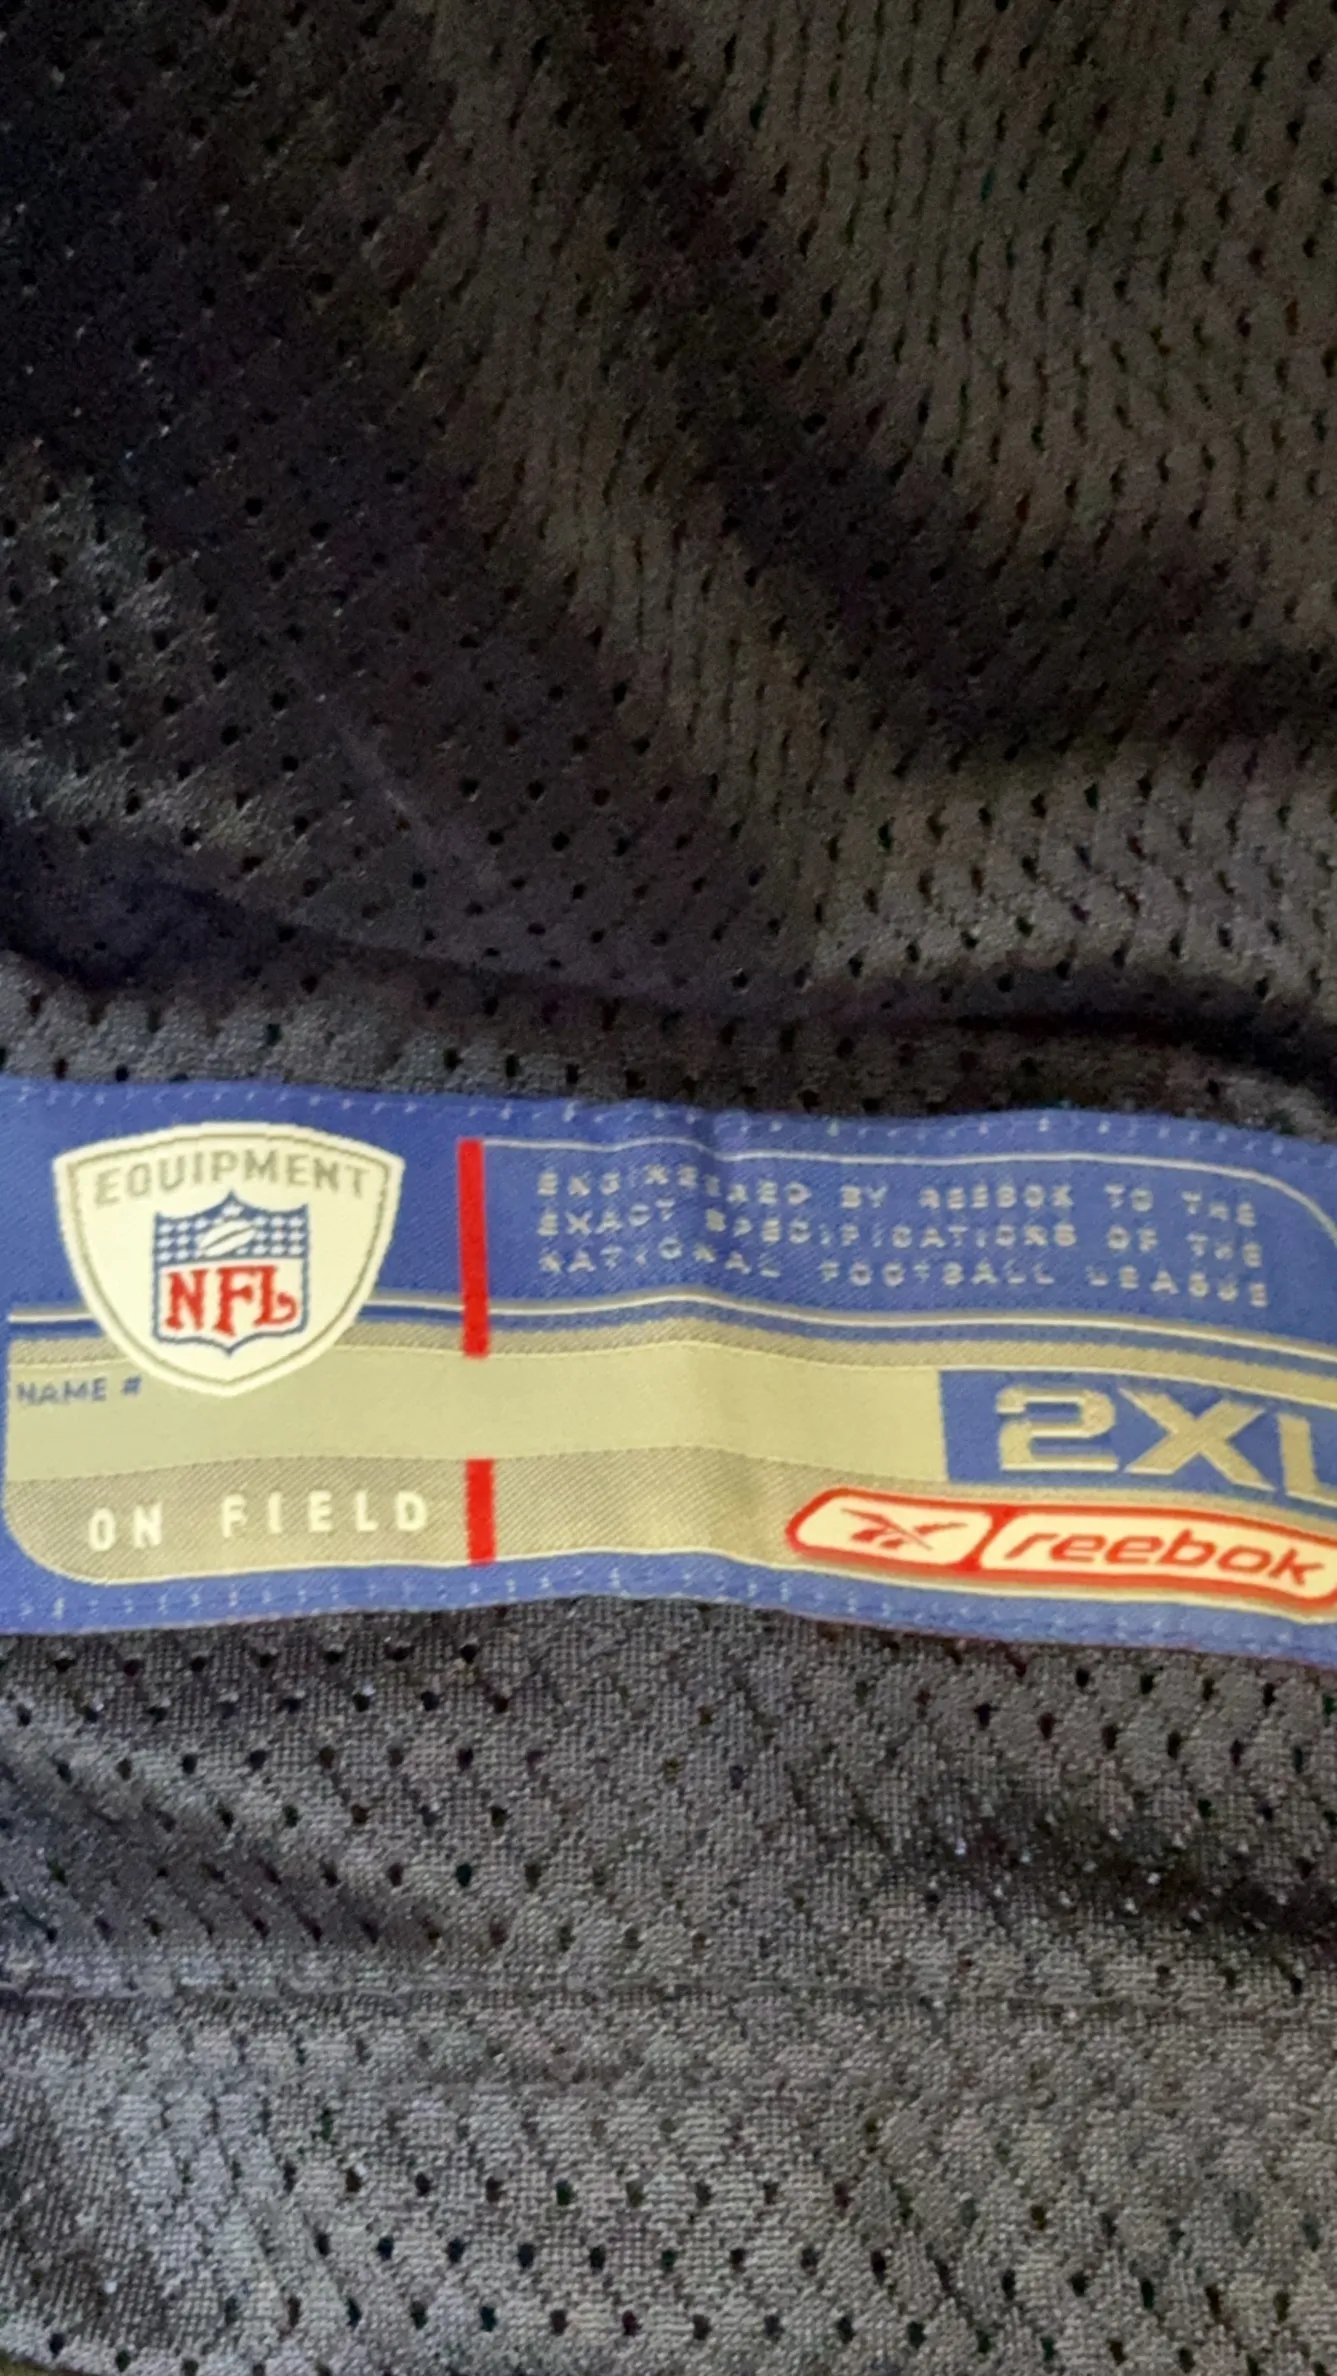 EQUIPMENT
NFL
ENGINEERED BY REEBOK TO THE
EXACT SPECIFICATIONS OF THE
NATIONAL FOOTBALL LEAGUE
NAME #
2XL
ON FIELD
reebok